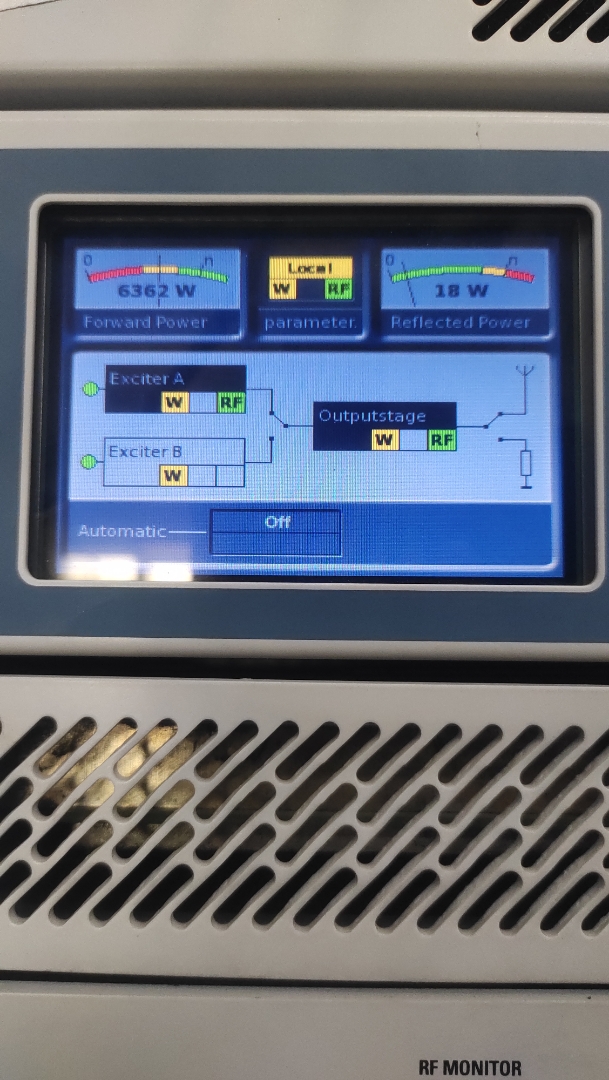 0 n
6362 W
Forward Power
Local
W RF
parameter.
0 n
18 W
Reflected Power
Exciter A
W RF
Exciter B
W
Outputstage
W RF
Automatic
Off
RF MONITOR